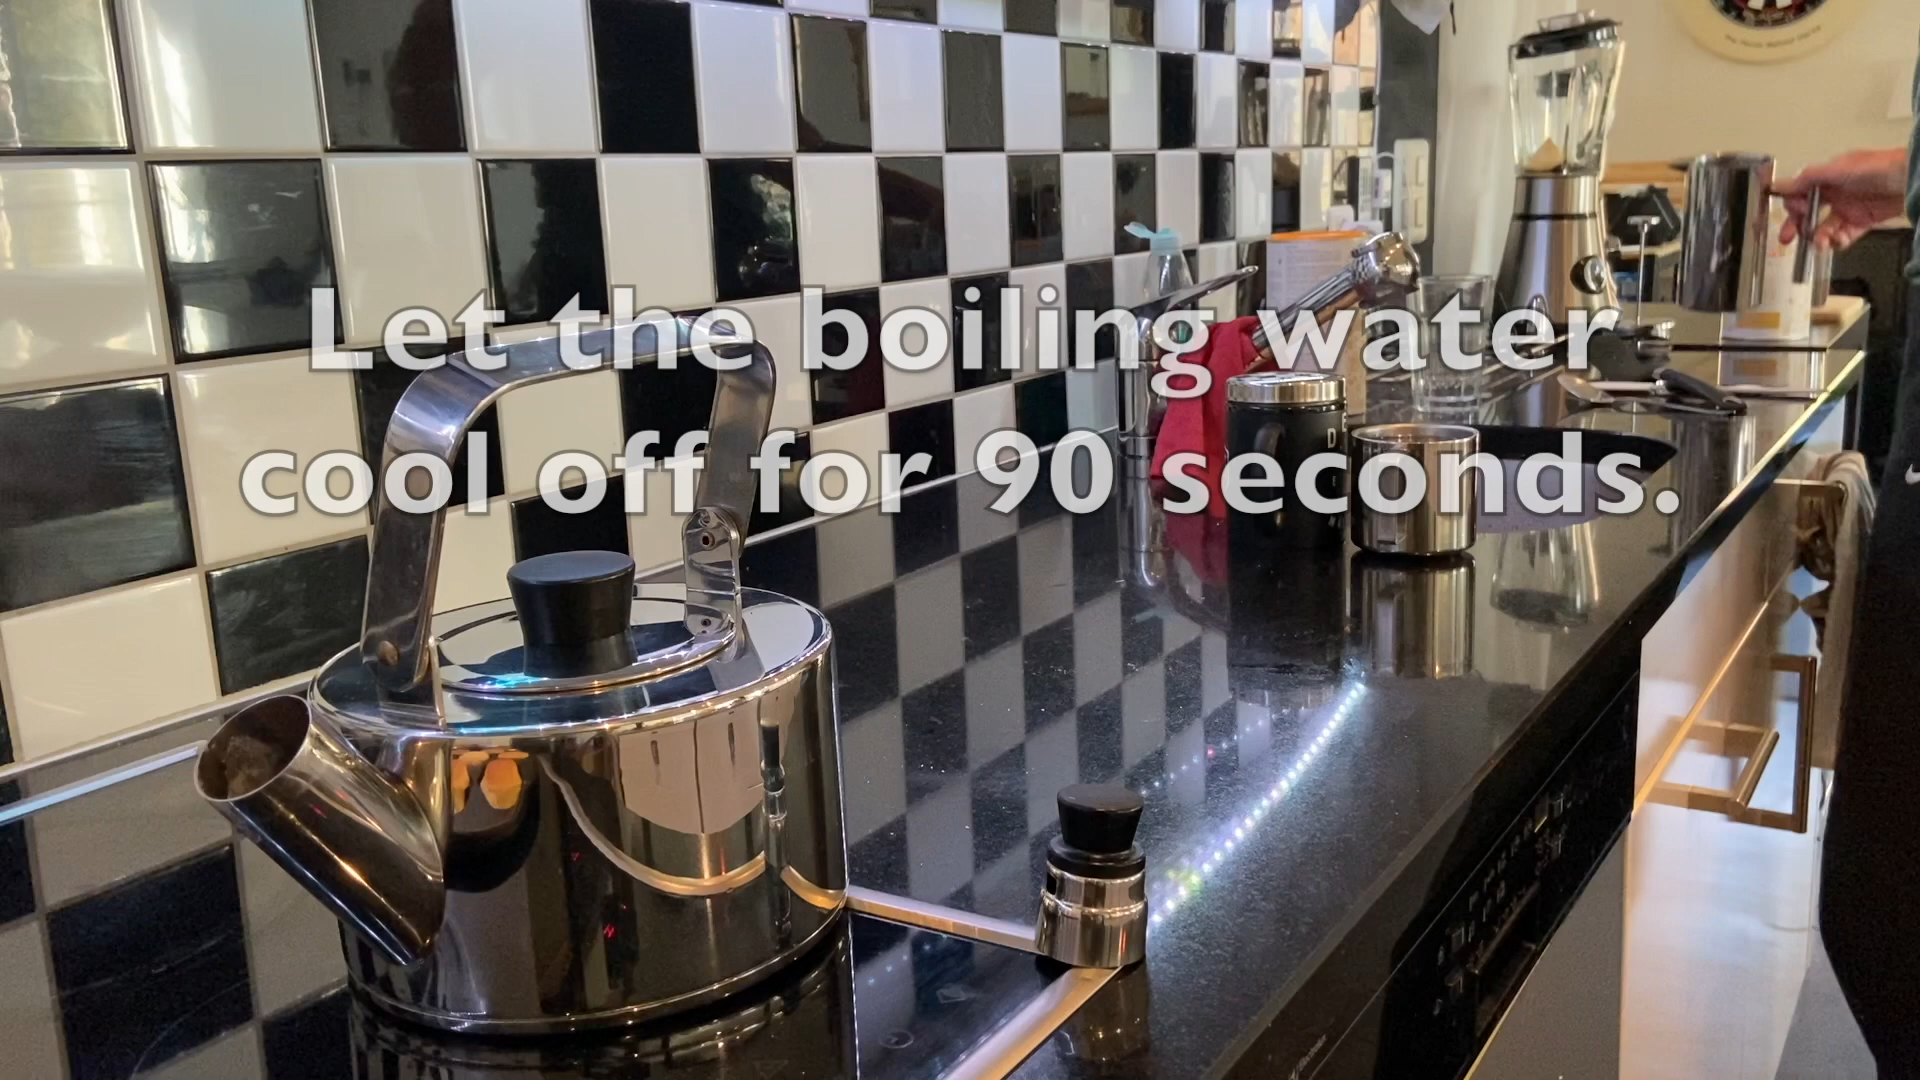 Let the boiling water
cool off for 90 seconds.